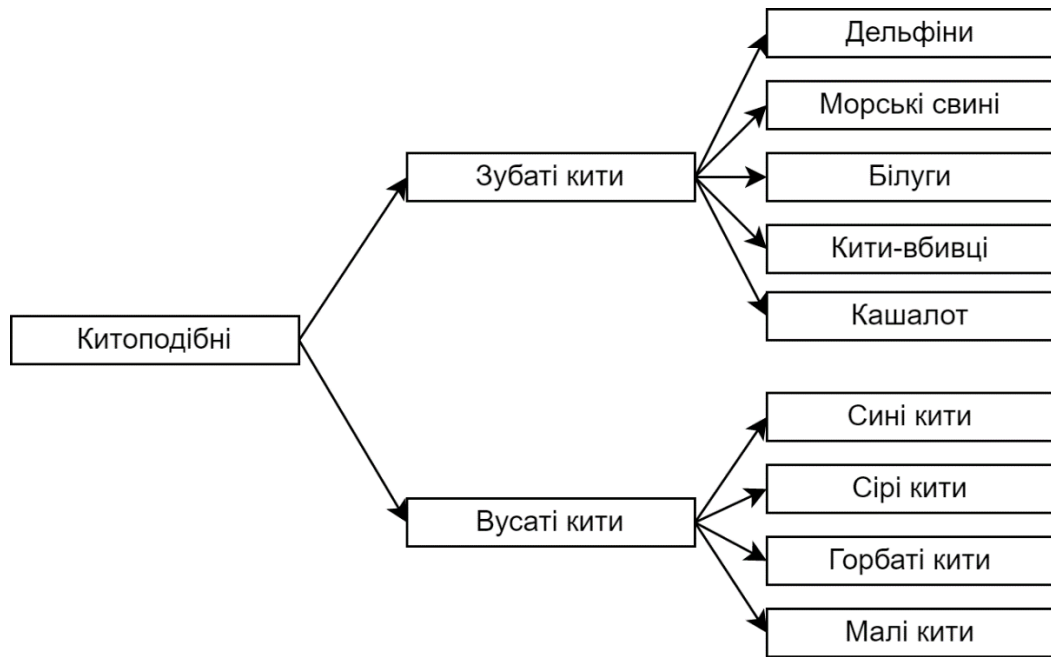 Дельфіни
Морські свині
Зубаті кити
Білуги
Кити-вбивці
Китоподібні
Кашалот
Сині кити
Сірі кити
Вусаті кити
Горбаті кити
Малі кити